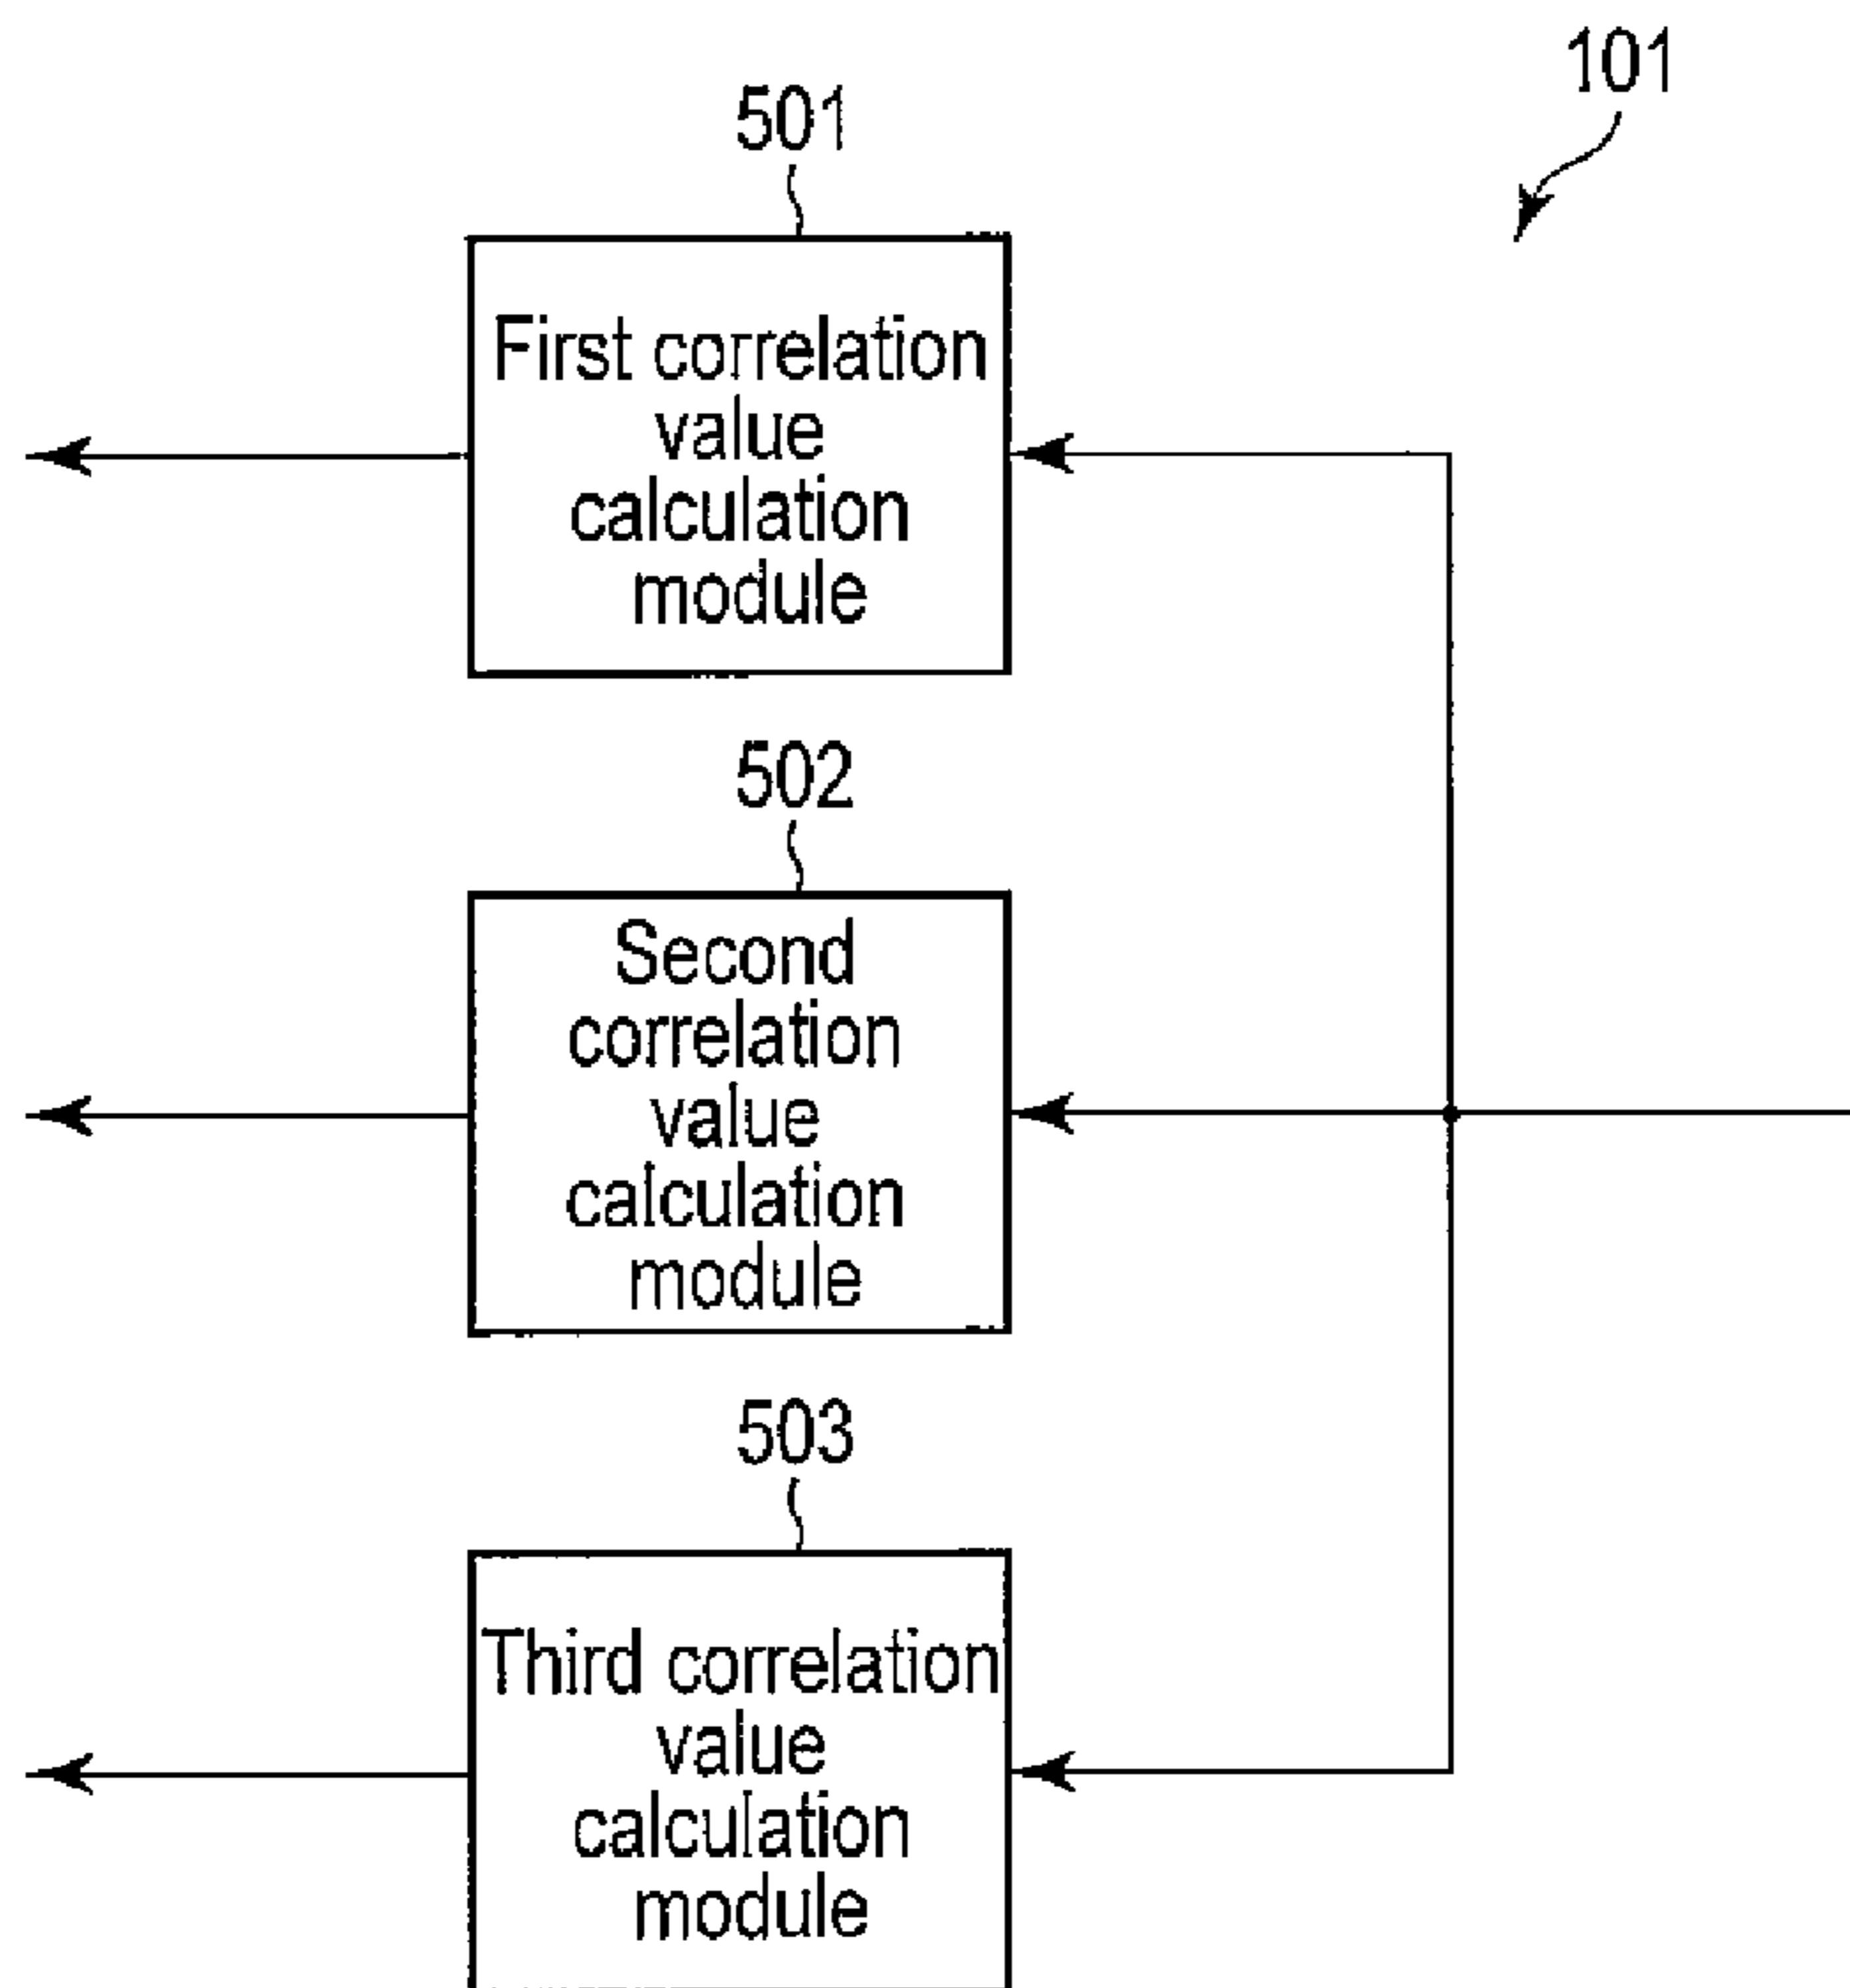 101
501
First correlation
value
calculation
module
502
Second
correlation
value
calculation
module
503
Third correlation
value
calculation
module